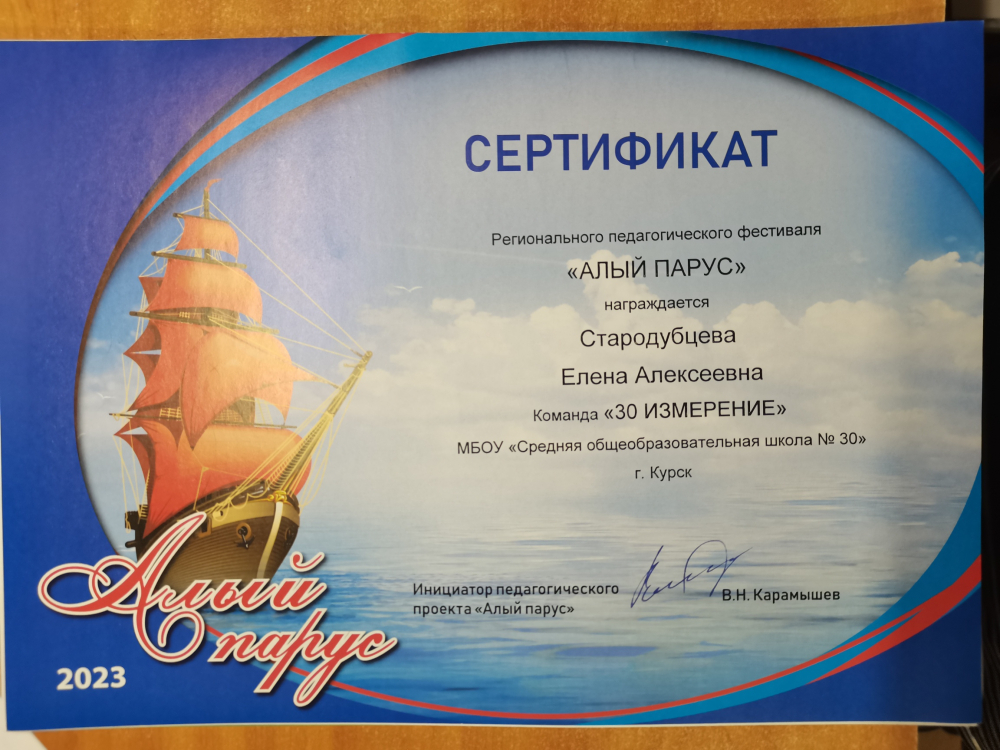 СЕРТИФИКАТ
Регионального педагогического фестиваля
«АЛЫЙ ПАРУС»
награждается
Стародубцева
Елена Алексеевна
Команда «30 ИЗМЕРЕНИЕ»
МБОУ «Средняя общеобразовательная школа № 30»
г. Курск
Инициатор педагогического
проекта «Алый парус»
В.Н. Карамышев
Алый
парус
2023